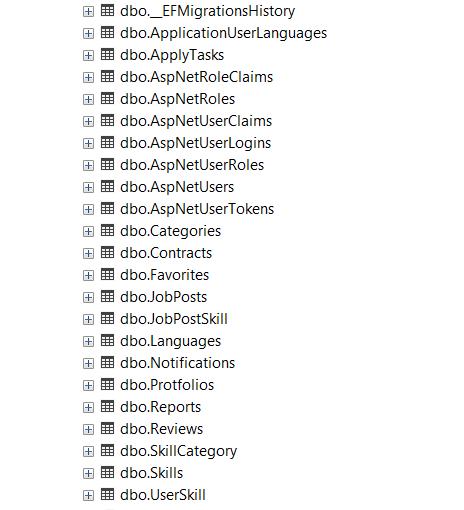 dbo.__EFMigrationsHistory
dbo.ApplicationUserLanguages
dbo.ApplyTasks
dbo.AspNetRoleClaims
dbo.AspNetRoles
dbo.AspNetUserClaims
dbo.AspNetUserLogins
dbo.AspNetUserRoles
dbo.AspNetUsers
dbo.AspNetUserTokens
dbo.Categories
dbo.Contracts
dbo.Favorites
dbo.JobPosts
dbo.JobPostSkill
dbo.Languages
dbo.Notifications
dbo.Protfolios
dbo.Reports
dbo.Reviews
dbo.SkillCategory
dbo.Skills
dbo.UserSkill